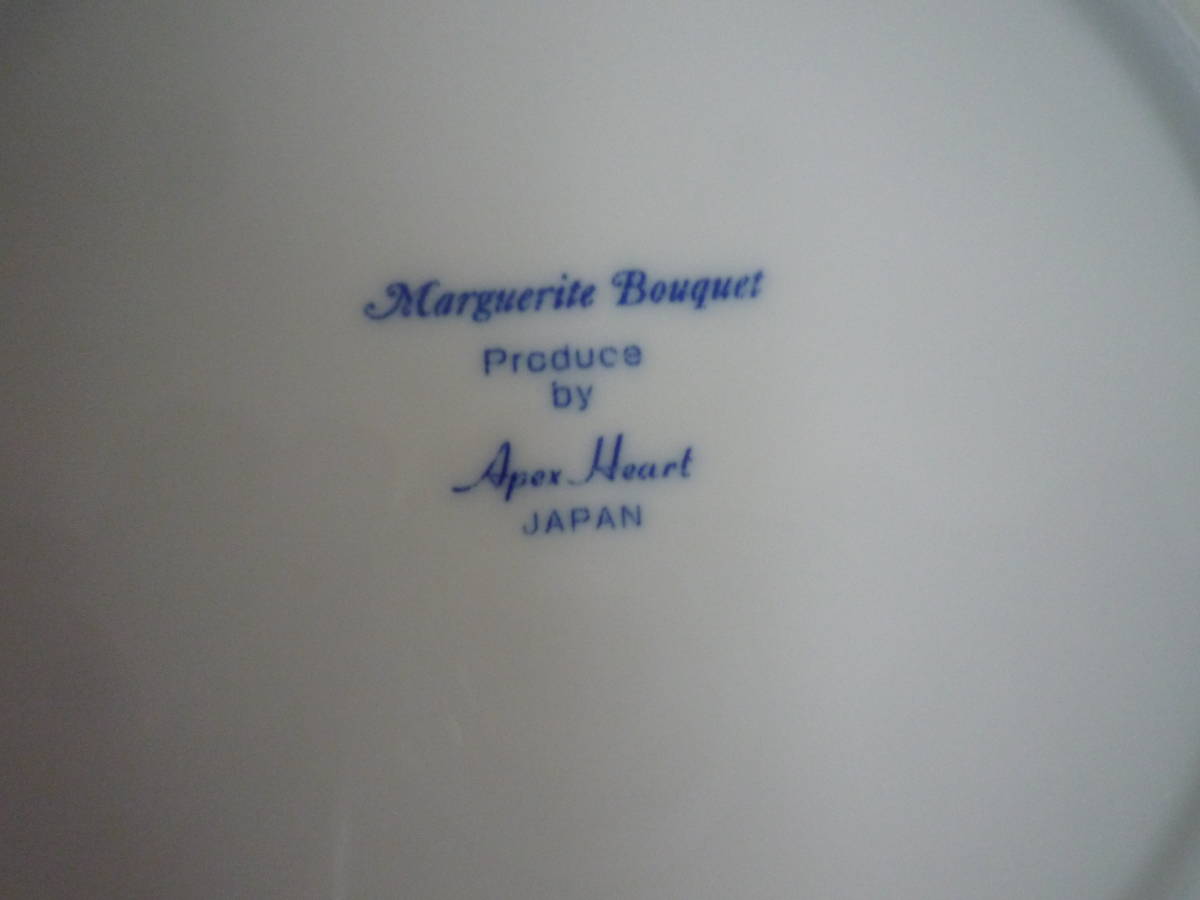 Marguerite Bouquet
Produce
by
Apex Heart
JAPAN